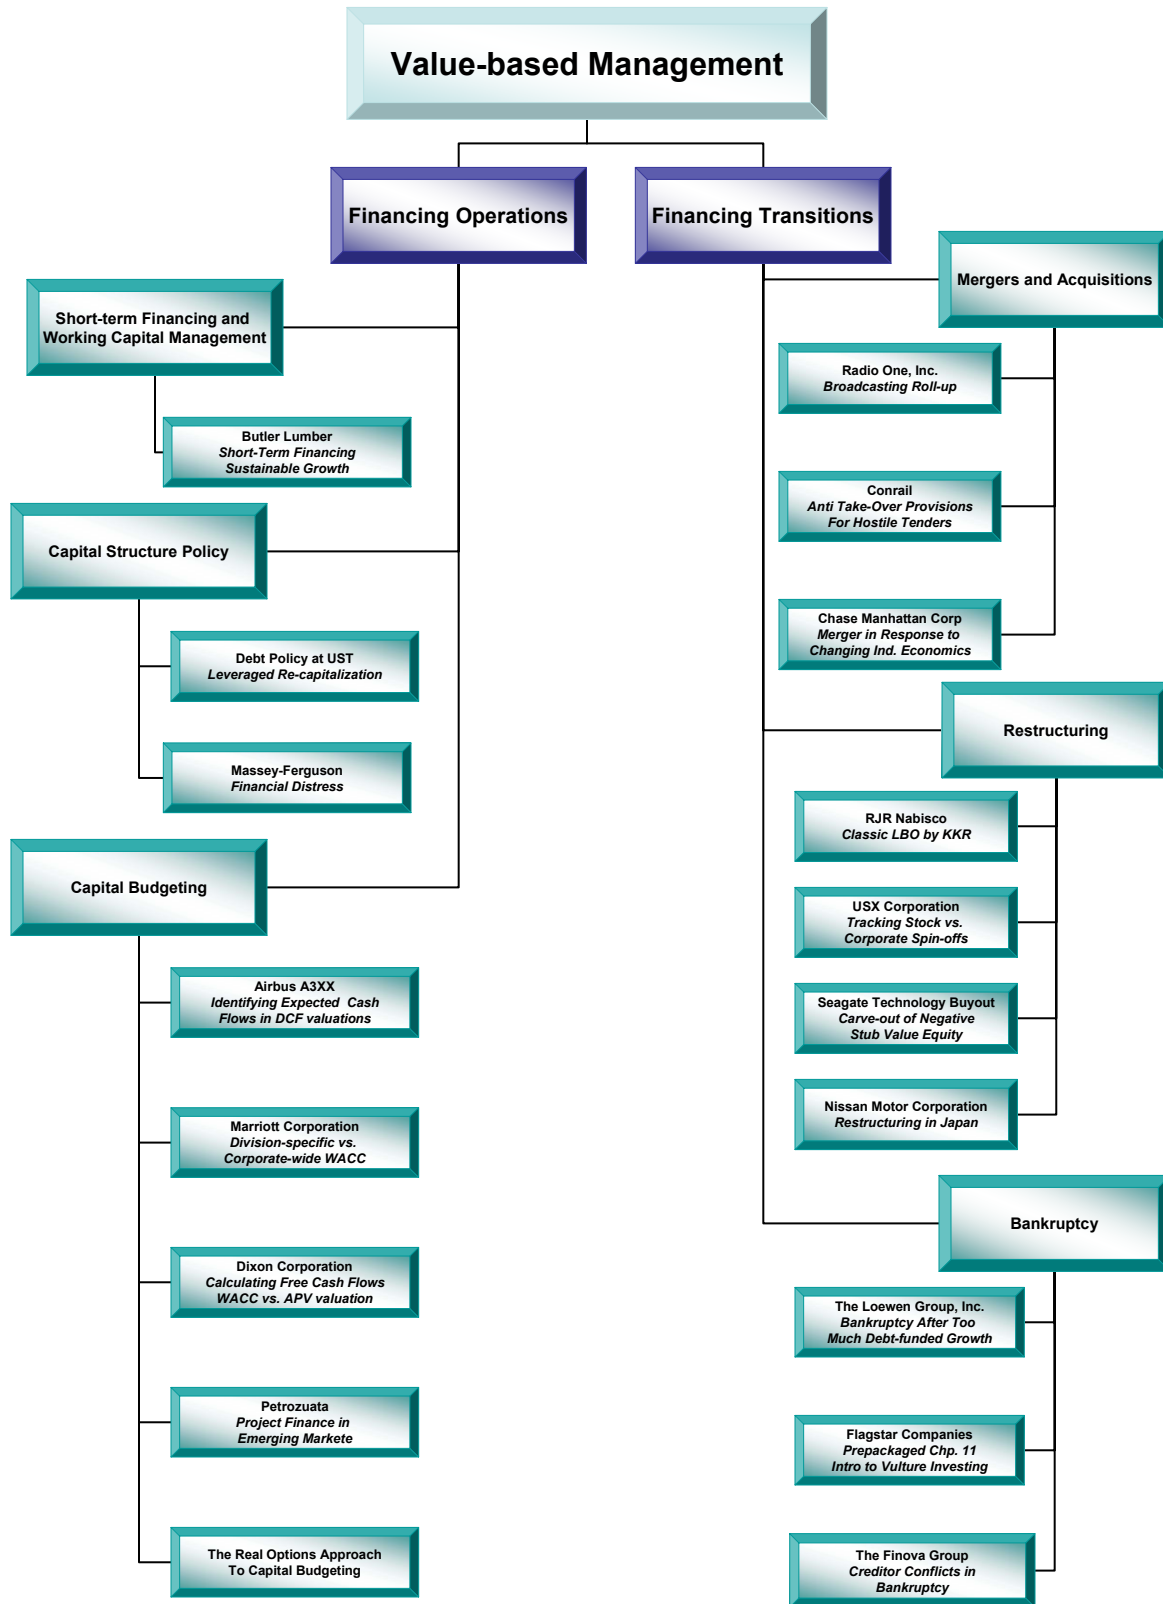 Value-based Management
Financing Operations
Short-term Financing and
Working Capital Management
Butler Lumber
Short-Term Financing
Sustainable Growth
Capital Structure Policy
Debt Policy at UST
Leveraged Re-capitalization
Massey-Ferguson
Financial Distress
Capital Budgeting
Airbus A3XX
Identifying Expected Cash
Flows in DCF valuations
Marriott Corporation
Division-specific vs.
Corporate-wide WACC
Dixon Corporation
Calculating Free Cash Flows
WACC vs. APV valuation
Petrozuata
Project Finance in
Emerging Markete
The Real Options Approach
To Capital Budgeting
Financing Transitions
Mergers and Acquisitions
Radio One, Inc.
Broadcasting Roll-up
Conrail
Anti Take-Over Provisions
For Hostile Tenders
Chase Manhattan Corp
Merger in Response to
Changing Ind. Economics
Restructuring
RJR Nabisco
Classic LBO by KKR
USX Corporation
Tracking Stock vs.
Corporate Spin-offs
Seagate Technology Buyout
Carve-out of Negative
Stub Value Equity
Nissan Motor Corporation
Restructuring in Japan
Bankruptcy
The Loewen Group, Inc.
Bankruptcy After Too
Much Debt-funded Growth
Flagstar Companies
Prepackaged Chp. 11
Intro to Vulture Investing
The Finova Group
Creditor Conflicts in
Bankruptcy